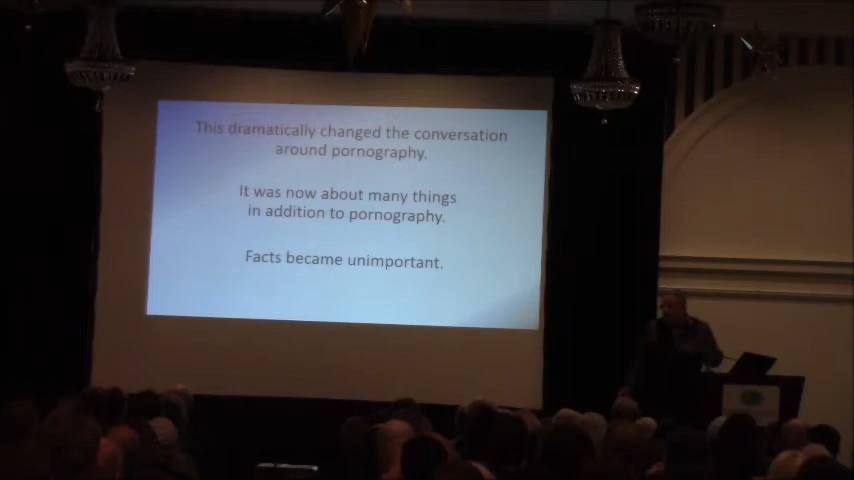 This dramatically changed the conversation
around pornography.
It was now about many things
in addition to pornography.
Facts became unimportant.